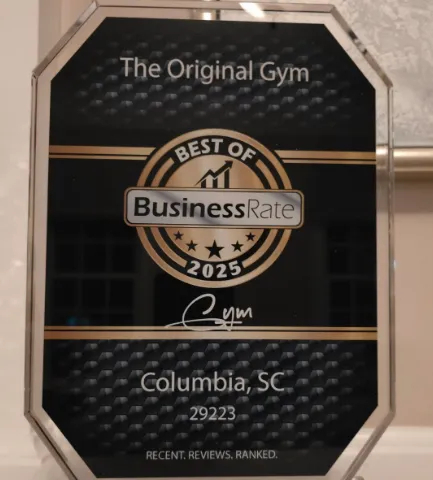 The Original Gym
BEST OF
BusinessRate
2025
Gym
Columbia, SC
29223
RECENT. REVIEWS. RANKED.